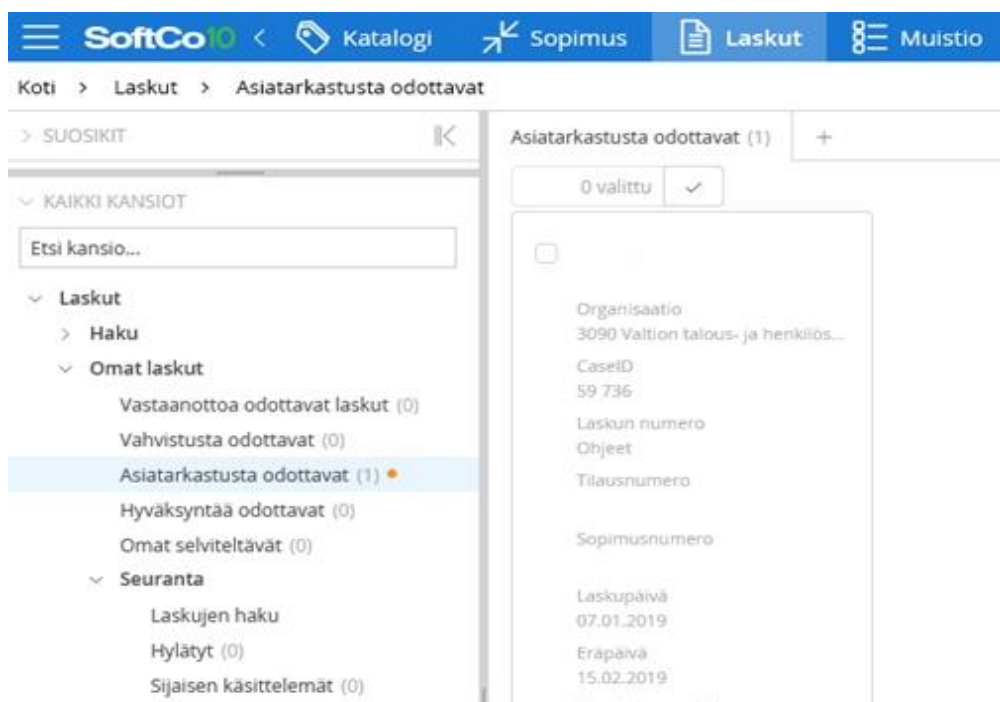 SoftCo10 < Katalogi Sopimus Laskut Muistio
Koti > Laskut > Asiatarkastusta odottavat
> SUOSIKIT
KAIKKI KANSIOT
Etsi kansio...
Laskut
> Haku
Omat laskut
Vastaanottoa odottavat laskut (0)
Vahvistusta odottavat (0)
Asiatarkastusta odottavat (1)
Hyväksyntää odottavat (0)
Omat selviteltävät (0)
Seuranta
Laskujen haku
Hylätyt (0)
Sijaisen käsittelemät (0)
Asiatarkastusta odottavat (1) +
0 valittu
Organisaatio
3090 Valtion talous- ja henkilös...
CaseID
59 736
Laskun numero
Ohjeet
Tilausnumero
Sopimusnumero
Laskupäivä
07.01.2019
Eräpäivä
15.02.2019